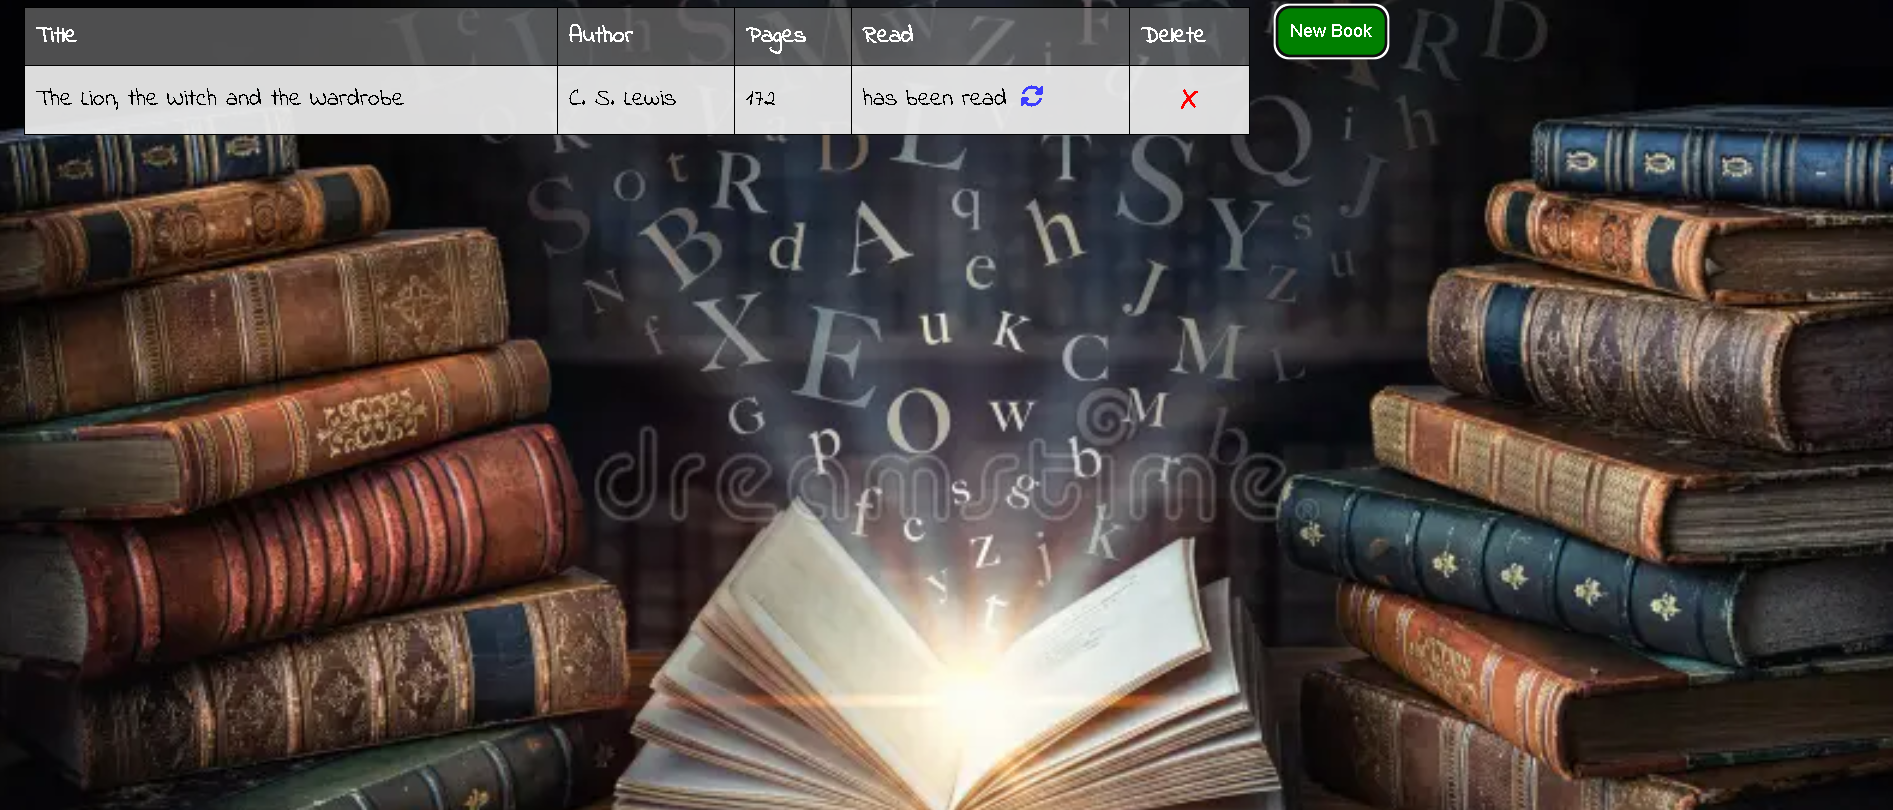 Title Author Pages Read Delete New Book
The Lion, the witch and the wardrobe C. S. Lewis 172 has been read ✗
L e U h S M W Z i F R D
o K d D L T S Q i h
S o t R q h Y s J
B d A e J Z u
N f X E u K C M L
G p O w M b
dreamstime
b r
f c s g k
z j
y t